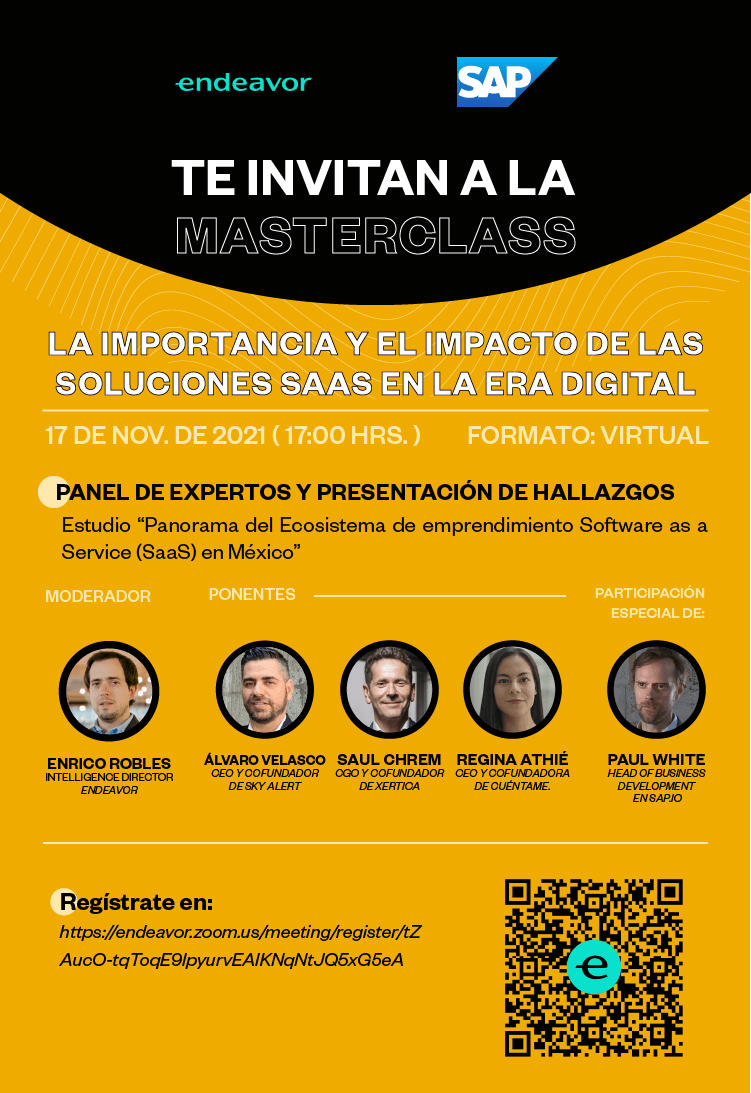 endeavor
SAP
TE INVITAN A LA
MASTERCLASS
LA IMPORTANCIA Y EL IMPACTO DE LAS
SOLUCIONES SAAS EN LA ERA DIGITAL
17 DE NOV. DE 2021 ( 17:00 HRS. )
FORMATO: VIRTUAL
PANEL DE EXPERTOS Y PRESENTACIÓN DE HALLAZGOS
Estudio “Panorama del Ecosistema de emprendimiento Software as a
Service (SaaS) en México”
MODERADOR
ENRICO ROBLES
INTELLIGENCE DIRECTOR
ENDEAVOR
PONENTES
ÁLVARO VELASCO
CEO Y COFUNDADOR
DE SKY ALERT
SAUL CHREM
CGO Y COFUNDADOR
DE XERTICA
REGINA ATHIÉ
CEO Y COFUNDADORA
DE CUÉNTAME.
PARTICIPACIÓN
ESPECIAL DE:
PAUL WHITE
HEAD OF BUSINESS
DEVELOPMENT
EN SAP.IO
Regístrate en:
https://endeavor.zoom.us/meeting/register/tZ
AucO-tqToqE9IpyurvEAIKNqNtJQ5xG5eA
e